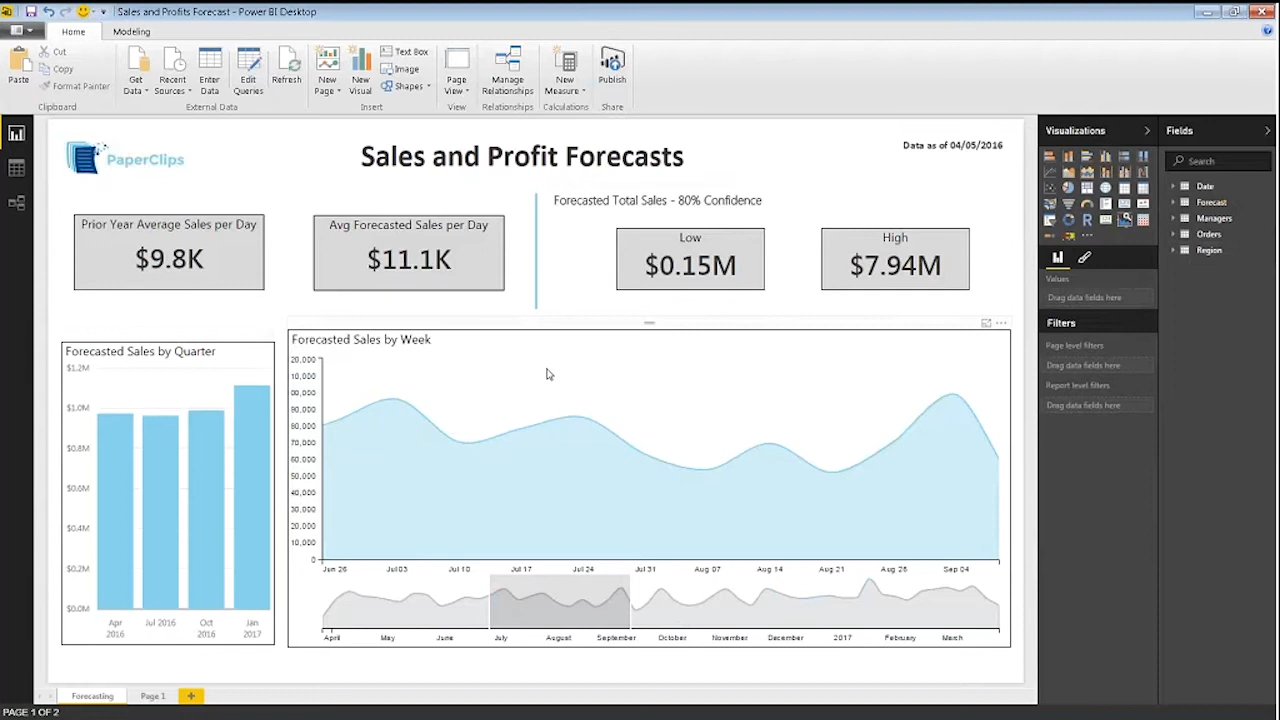 Sales and Profits Forecast - Power BI Desktop
Home
Modeling
Paste
Cut
Copy
Format Painter
Clipboard
Get Data
Recent Sources
Enter Data
Edit Queries
Refresh
External Data
New Page
New Visual
Text Box
Image
Shapes
Insert
Page View
View
Manage Relationships
Relationships
New Measure
Calculations
Publish
Share
PaperClips
Sales and Profit Forecasts
Data as of 04/05/2016
Prior Year Average Sales per Day
$9.8K
Avg Forecasted Sales per Day
$11.1K
Forecasted Total Sales - 80% Confidence
Low
$0.15M
High
$7.94M
Forecasted Sales by Quarter
$1.2M
$1.0M
$0.8M
$0.6M
$0.4M
$0.2M
$0.0M
Apr 2016
Jul 2016
Oct 2016
Jan 2017
Forecasted Sales by Week
20,000
10,000
00,000
90,000
80,000
70,000
60,000
50,000
40,000
30,000
20,000
10,000
0
Jun 26
Jul 03
Jul 10
Jul 17
Jul 24
Jul 31
Aug 07
Aug 14
Aug 21
Aug 28
Sep 04
April
May
June
July
August
September
October
November
December
2017
February
March
Visualizations
Values
Drag data fields here
Filters
Page level filters
Drag data fields here
Report level filters
Drag data fields here
Fields
Search
Date
Forecast
Managers
Orders
Region
Forecasting
Page 1
PAGE 1 OF 2